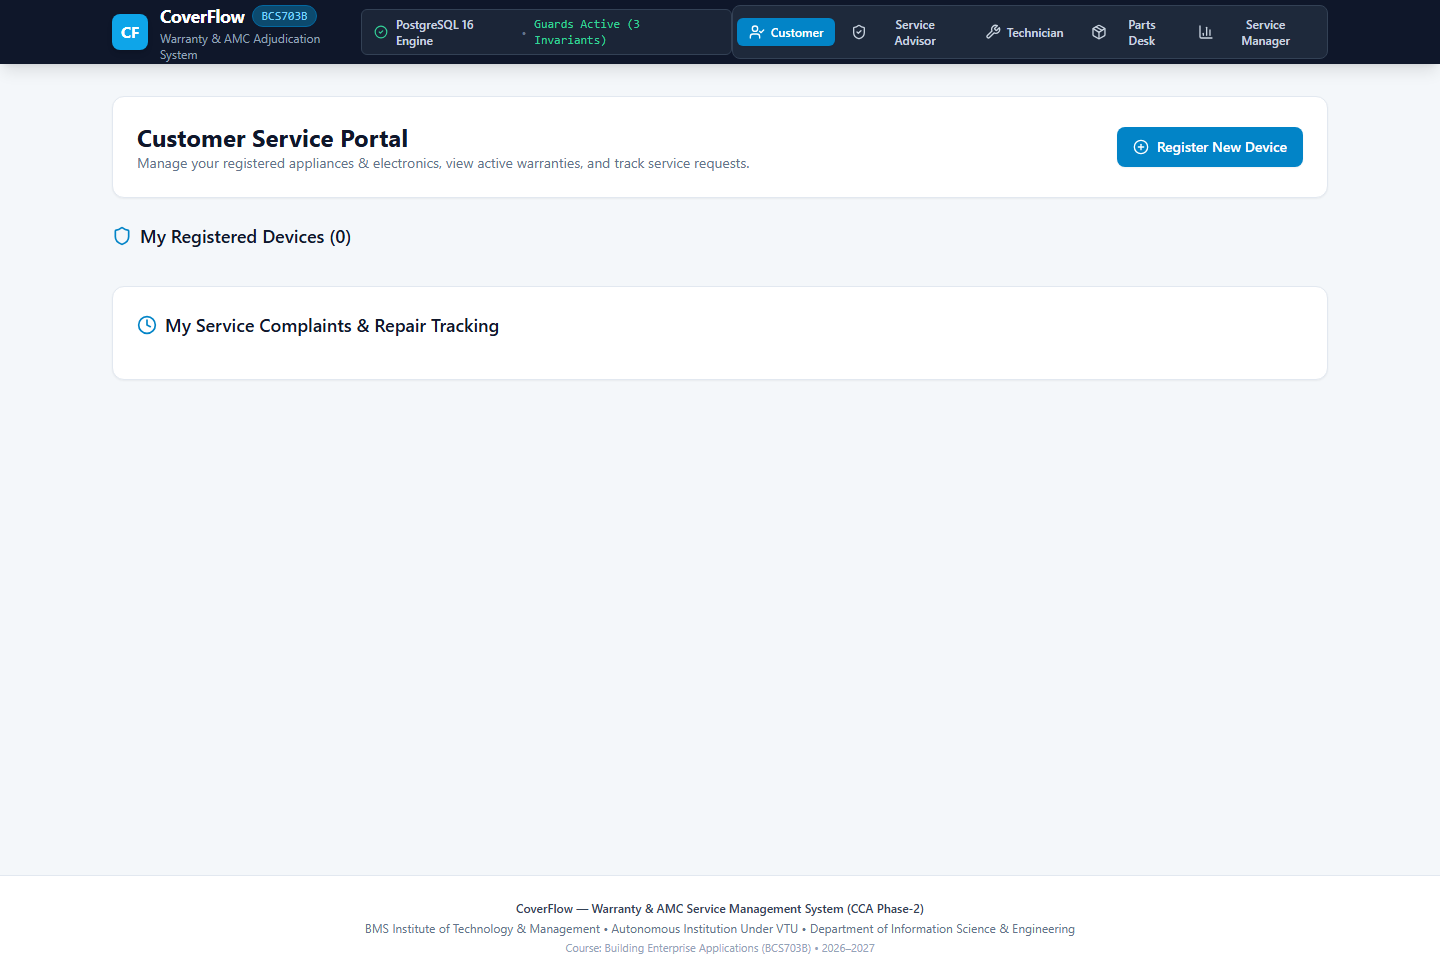 CF
CoverFlow BCS703B
Warranty & AMC Adjudication
System
PostgreSQL 16
Engine
•
Guards Active (3
Invariants)
Customer
Service
Advisor
Technician
Parts
Desk
Service
Manager
Customer Service Portal
Manage your registered appliances & electronics, view active warranties, and track service requests.
Register New Device
My Registered Devices (0)
My Service Complaints & Repair Tracking
CoverFlow — Warranty & AMC Service Management System (CCA Phase-2)
BMS Institute of Technology & Management • Autonomous Institution Under VTU • Department of Information Science & Engineering
Course: Building Enterprise Applications (BCS703B) • 2026–2027